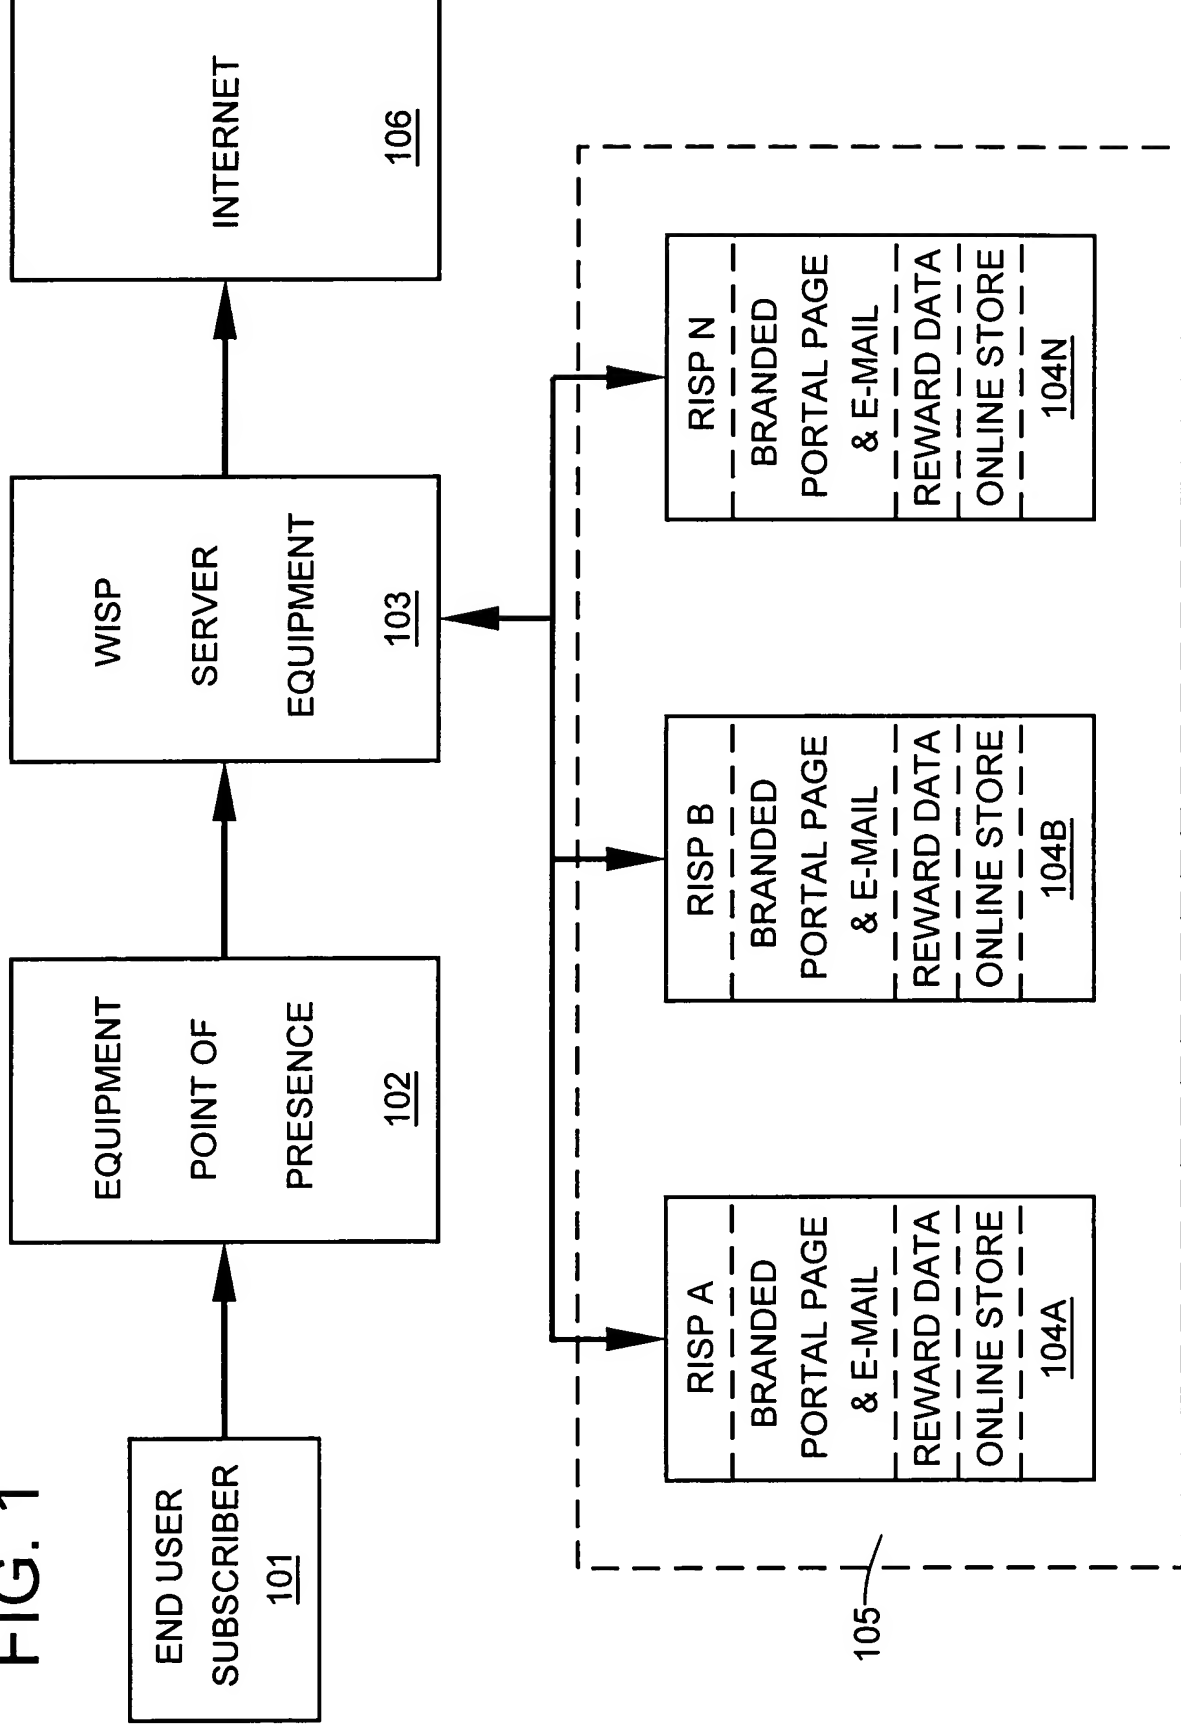 FIG. 1
END USER
SUBSCRIBER
101
EQUIPMENT
POINT OF
PRESENCE
102
WISP
SERVER
EQUIPMENT
103
INTERNET
106
105
RISP A
BRANDED
PORTAL PAGE
& E-MAIL
REWARD DATA
ONLINE STORE
104A
RISP B
BRANDED
PORTAL PAGE
& E-MAIL
REWARD DATA
ONLINE STORE
104B
RISP N
BRANDED
PORTAL PAGE
& E-MAIL
REWARD DATA
ONLINE STORE
104N